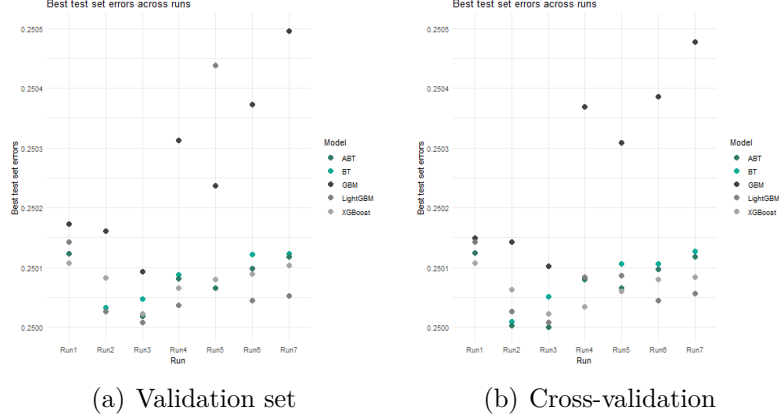 Best test set errors across runs
0.2505
0.2504
0.2503
0.2502
0.2501
0.2500
Best test set errors
Run1 Run2 Run3 Run4 Run5 Run6 Run7
Run
Model
ABT
BT
GBM
LightGBM
XGBoost
(a) Validation set
Best test set errors across runs
0.2505
0.2504
0.2503
0.2502
0.2501
0.2500
Best test set errors
Run1 Run2 Run3 Run4 Run5 Run6 Run7
Run
Model
ABT
BT
GBM
LightGBM
XGBoost
(b) Cross-validation